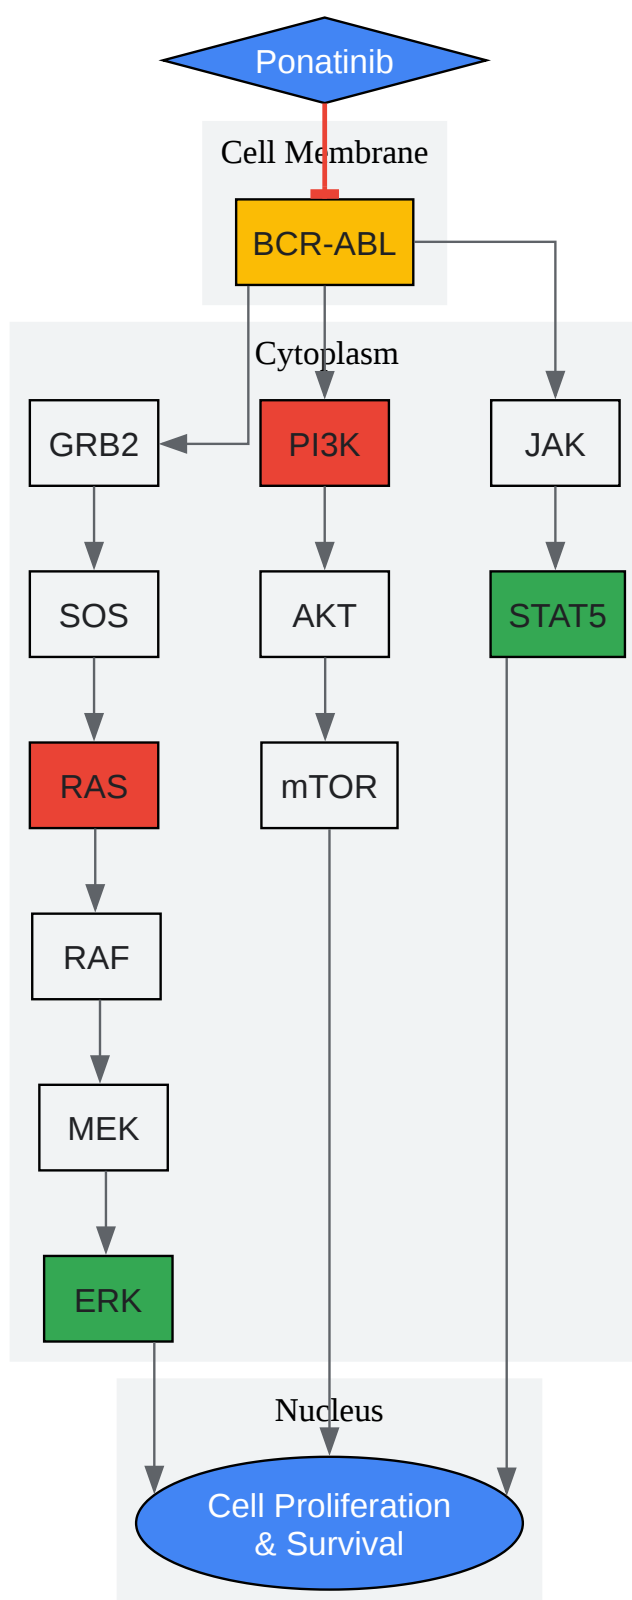 Ponatinib
Cell Membrane
BCR-ABL
Cytoplasm
GRB2
PI3K
JAK
SOS
AKT
STAT5
RAS
mTOR
RAF
MEK
ERK
Nucleus
Cell Proliferation
& Survival